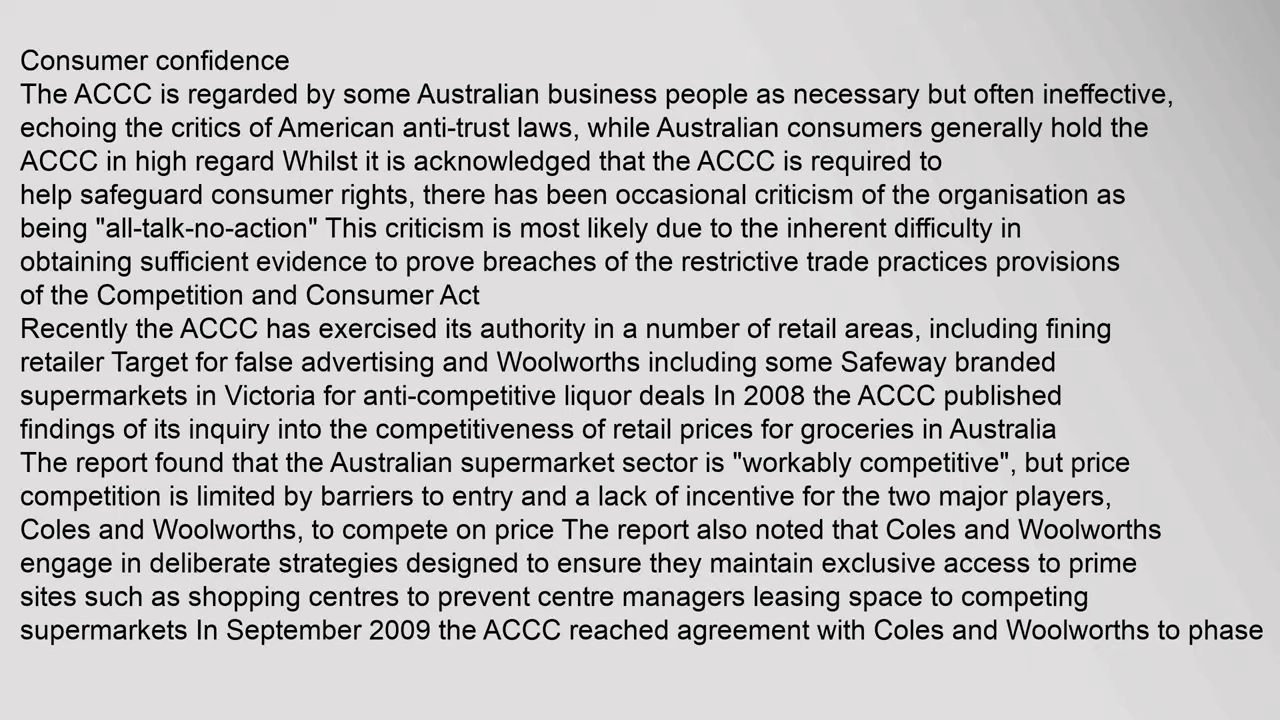 Consumer confidence
The ACCC is regarded by some Australian business people as necessary but often ineffective,
echoing the critics of American anti-trust laws, while Australian consumers generally hold the
ACCC in high regard Whilst it is acknowledged that the ACCC is required to
help safeguard consumer rights, there has been occasional criticism of the organisation as
being "all-talk-no-action" This criticism is most likely due to the inherent difficulty in
obtaining sufficient evidence to prove breaches of the restrictive trade practices provisions
of the Competition and Consumer Act
Recently the ACCC has exercised its authority in a number of retail areas, including fining
retailer Target for false advertising and Woolworths including some Safeway branded
supermarkets in Victoria for anti-competitive liquor deals In 2008 the ACCC published
findings of its inquiry into the competitiveness of retail prices for groceries in Australia
The report found that the Australian supermarket sector is "workably competitive", but price
competition is limited by barriers to entry and a lack of incentive for the two major players,
Coles and Woolworths, to compete on price The report also noted that Coles and Woolworths
engage in deliberate strategies designed to ensure they maintain exclusive access to prime
sites such as shopping centres to prevent centre managers leasing space to competing
supermarkets In September 2009 the ACCC reached agreement with Coles and Woolworths to phase